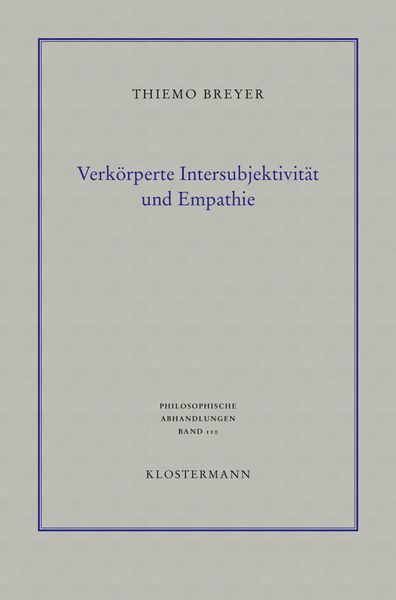 THIEMO BREYER
Verkörperte Intersubjektivität
und Empathie
PHILOSOPHISCHE
ABHANDLUNGEN
BAND 110
KLOSTERMANN